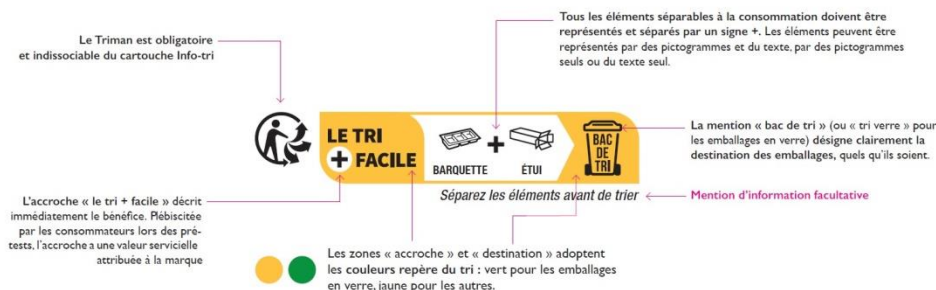 Tous les éléments séparables à la consommation doivent être
représentés et séparés par un signe +. Les éléments peuvent être
représentés par des pictogrammes et du texte, par des pictogrammes
seuls ou du texte seul.
Le Triman est obligatoire
et indissociable du cartouche Info-tri
LE TRI
+ FACILE
BARQUETTE
+
ÉTUI
BAC
DE
TRI
La mention « bac de tri » (ou « tri verre » pour
les emballages en verre) désigne clairement la
destination des emballages, quels qu'ils soient.
Séparez les éléments avant de trier
Mention d'information facultative
L'accroche « le tri + facile » décrit
immédiatement le bénéfice. Plébiscitée
par les consommateurs lors des pré-
tests, l'accroche a une valeur servicielle
attribuée à la marque
Les zones « accroche » et « destination » adoptent
les couleurs repère du tri : vert pour les emballages
en verre, jaune pour les autres.